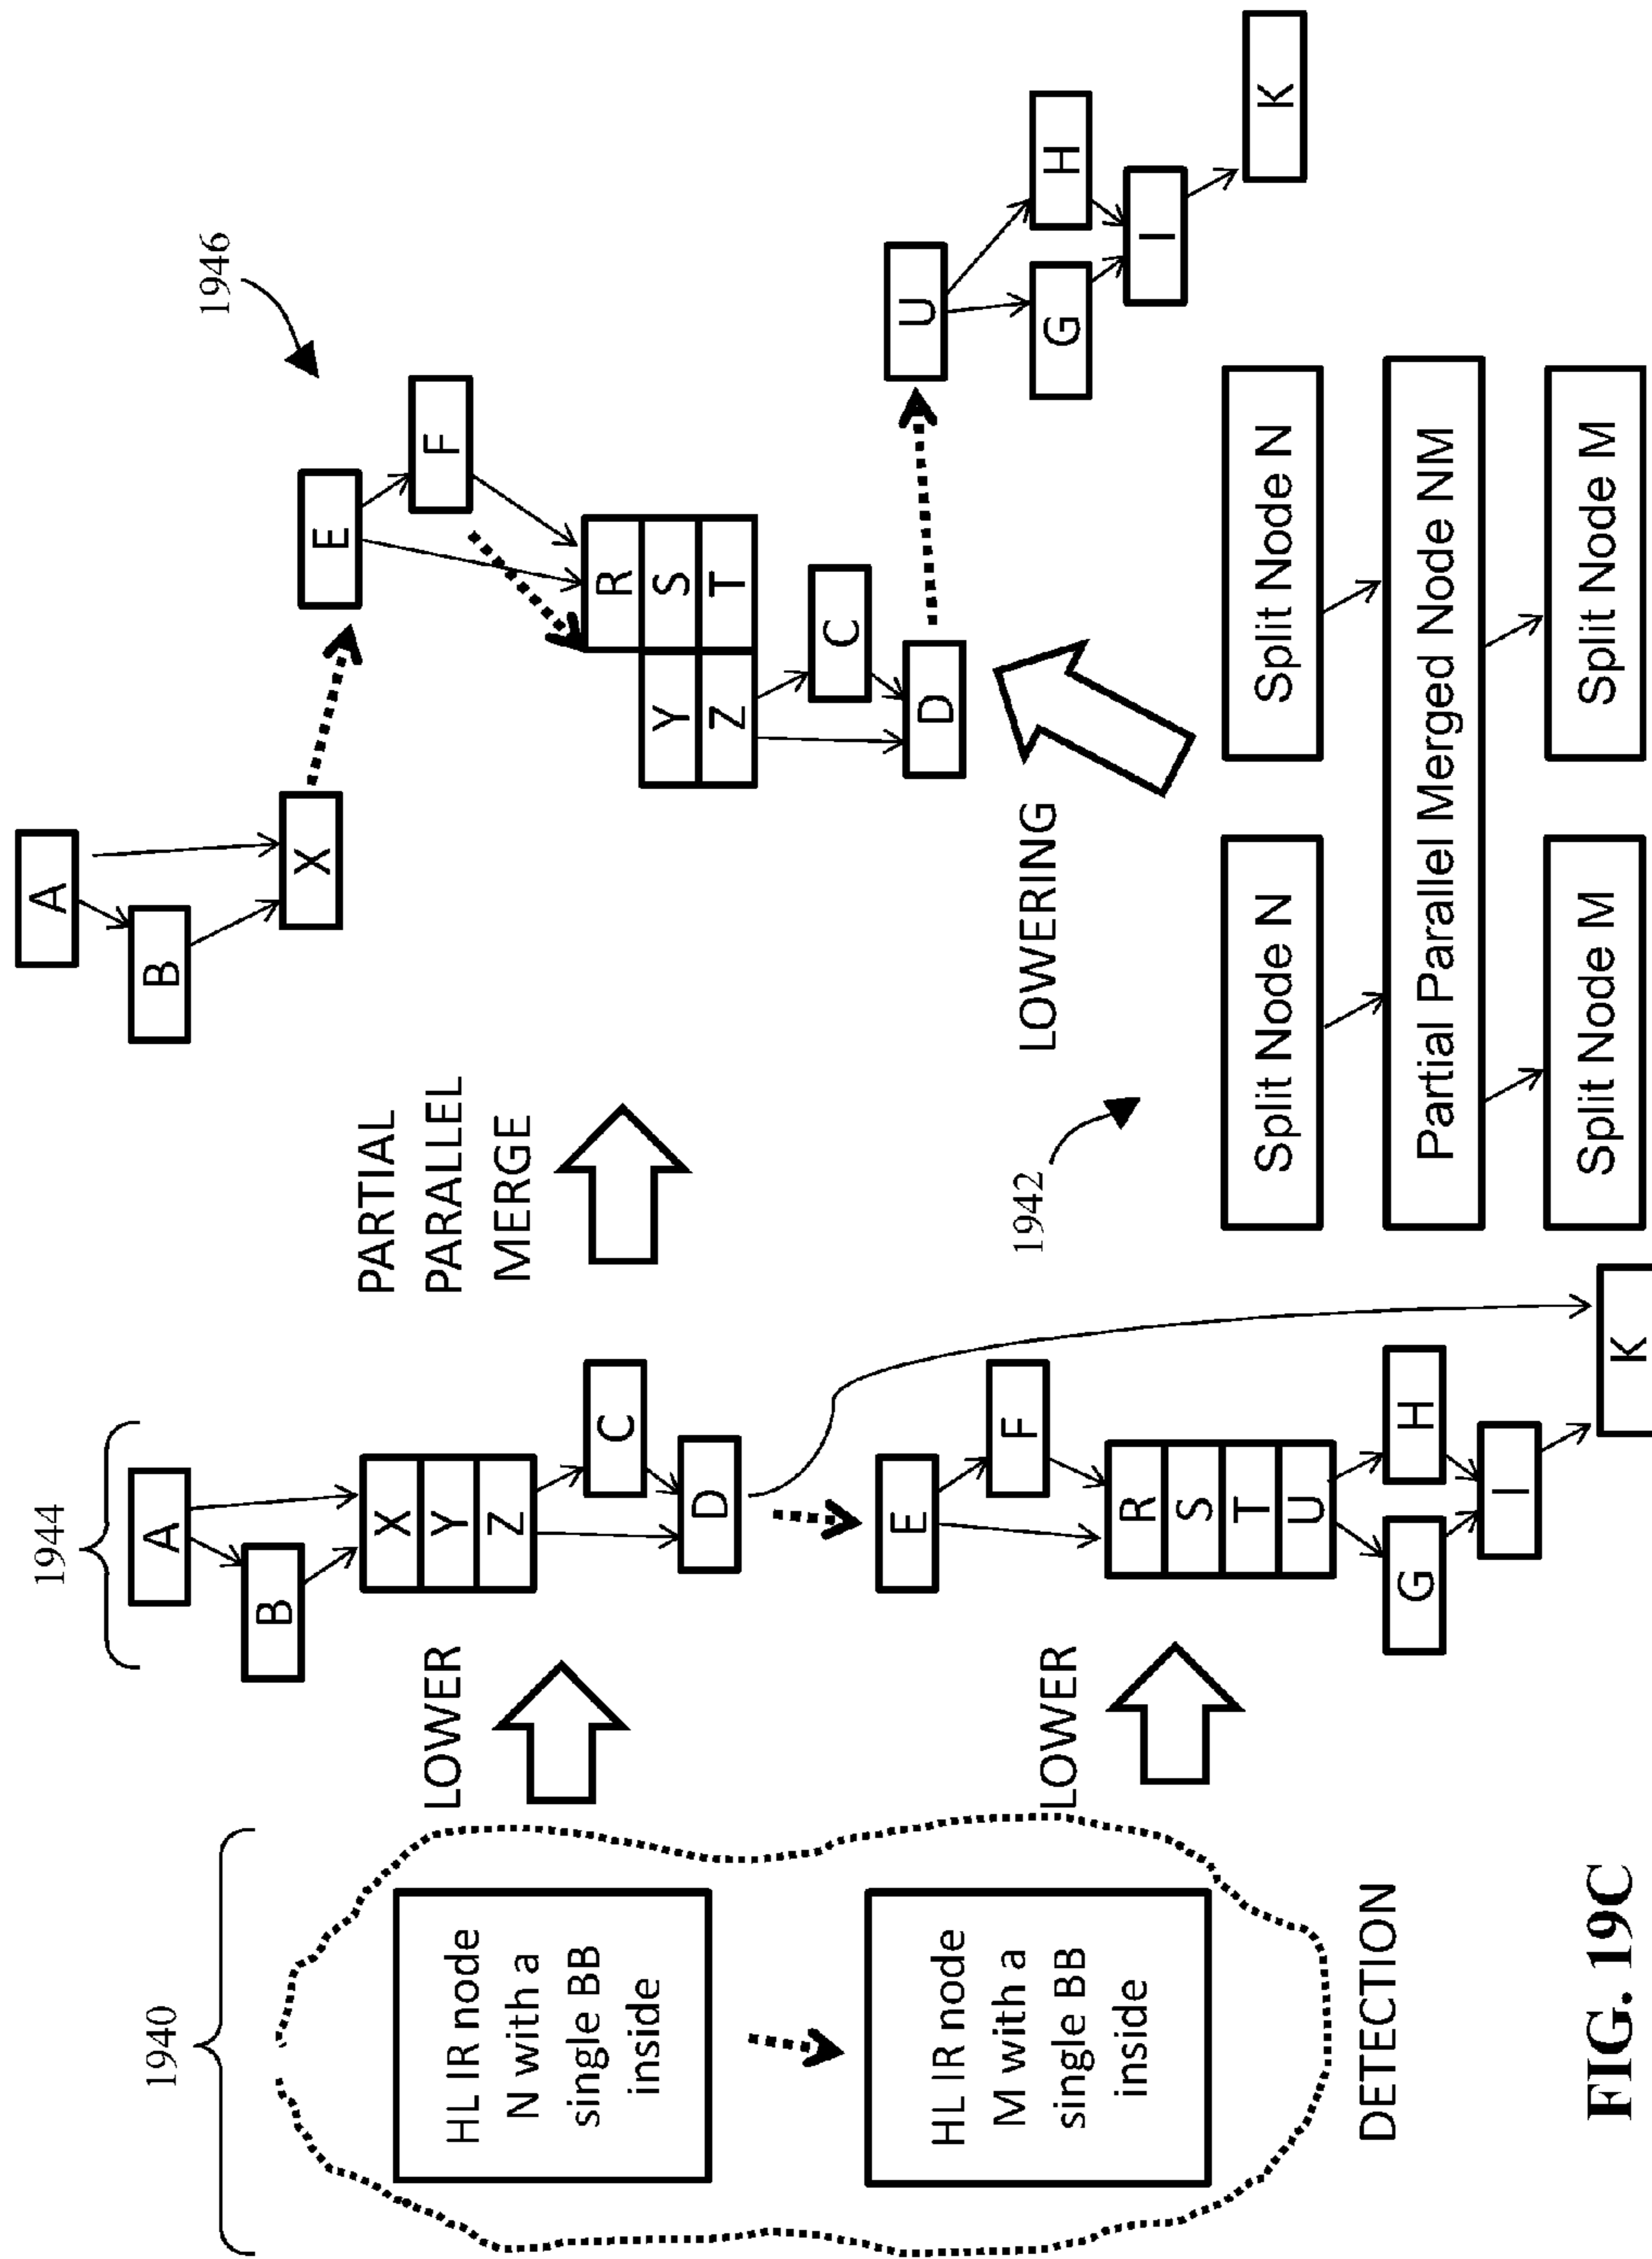 1940
HL IR node
N with a
single BB
inside
HL IR node
M with a
single BB
inside
DETECTION
LOWER
LOWER
1944
A
B
X
Y
Z
C
D
E
F
R
S
T
U
G
H
I
K
PARTIAL
PARALLEL
MERGE
1946
A
B
X
E
F
R
Y S
Z T
C
D
U
G
H
I
K
LOWERING
1942
Split Node N
Split Node N
Partial Parallel Merged Node NM
Split Node M
Split Node M
FIG. 19C